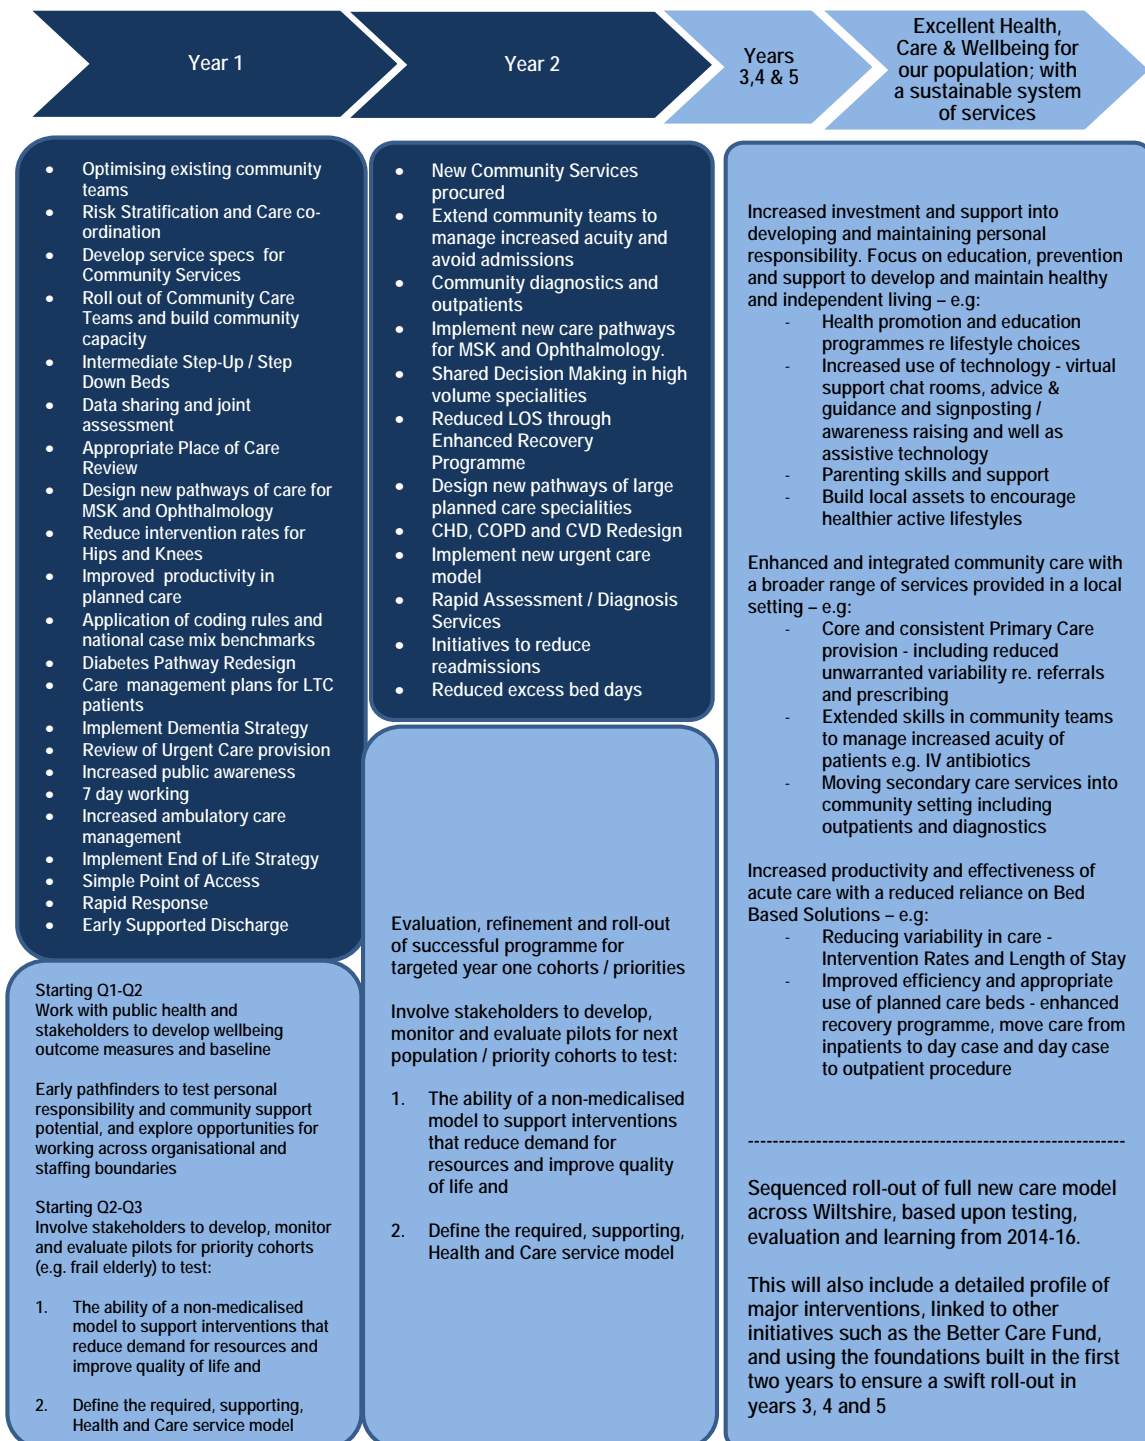 Year 1
Year 2
Years
3,4 & 5
Excellent Health,
Care & Wellbeing for
our population; with
a sustainable system
of services
• Optimising existing community
teams
• Risk Stratification and Care co-
ordination
• Develop service specs for
Community Services
• Roll out of Community Care
Teams and build community
capacity
• Intermediate Step-Up / Step
Down Beds
• Data sharing and joint
assessment
• Appropriate Place of Care
Review
• Design new pathways of care for
MSK and Ophthalmology
• Reduce intervention rates for
Hips and Knees
• Improved productivity in
planned care
• Application of coding rules and
national case mix benchmarks
• Diabetes Pathway Redesign
• Care management plans for LTC
patients
• Implement Dementia Strategy
• Review of Urgent Care provision
• Increased public awareness
• 7 day working
• Increased ambulatory care
management
• Implement End of Life Strategy
• Simple Point of Access
• Rapid Response
• Early Supported Discharge
Starting Q1-Q2
Work with public health and
stakeholders to develop wellbeing
outcome measures and baseline
Early pathfinders to test personal
responsibility and community support
potential, and explore opportunities for
working across organisational and
staffing boundaries
Starting Q2-Q3
Involve stakeholders to develop, monitor
and evaluate pilots for priority cohorts
(e.g. frail elderly) to test:
1. The ability of a non-medicalised
model to support interventions that
reduce demand for resources and
improve quality of life and
2. Define the required, supporting,
Health and Care service model
• New Community Services
procured
• Extend community teams to
manage increased acuity and
avoid admissions
• Community diagnostics and
outpatients
• Implement new care pathways
for MSK and Ophthalmology.
• Shared Decision Making in high
volume specialities
• Reduced LOS through
Enhanced Recovery
Programme
• Design new pathways of large
planned care specialities
• CHD, COPD and CVD Redesign
• Implement new urgent care
model
• Rapid Assessment / Diagnosis
Services
• Initiatives to reduce
readmissions
• Reduced excess bed days
Evaluation, refinement and roll-out
of successful programme for
targeted year one cohorts / priorities
Involve stakeholders to develop,
monitor and evaluate pilots for next
population / priority cohorts to test:
1. The ability of a non-medicalised
model to support interventions
that reduce demand for
resources and improve quality
of life and
2. Define the required, supporting,
Health and Care service model
Increased investment and support into
developing and maintaining personal
responsibility. Focus on education, prevention
and support to develop and maintain healthy
and independent living – e.g:
- Health promotion and education
programmes re lifestyle choices
- Increased use of technology - virtual
support chat rooms, advice &
guidance and signposting /
awareness raising and well as
assistive technology
- Parenting skills and support
- Build local assets to encourage
healthier active lifestyles
Enhanced and integrated community care with
a broader range of services provided in a local
setting – e.g:
- Core and consistent Primary Care
provision - including reduced
unwarranted variability re. referrals
and prescribing
- Extended skills in community teams
to manage increased acuity of
patients e.g. IV antibiotics
- Moving secondary care services into
community setting including
outpatients and diagnostics
Increased productivity and effectiveness of
acute care with a reduced reliance on Bed
Based Solutions – e.g:
- Reducing variability in care -
Intervention Rates and Length of Stay
- Improved efficiency and appropriate
use of planned care beds - enhanced
recovery programme, move care from
inpatients to day case and day case
to outpatient procedure
--------------------------------------------------------------
Sequenced roll-out of full new care model
across Wiltshire, based upon testing,
evaluation and learning from 2014-16.
This will also include a detailed profile of
major interventions, linked to other
initiatives such as the Better Care Fund,
and using the foundations built in the first
two years to ensure a swift roll-out in
years 3, 4 and 5